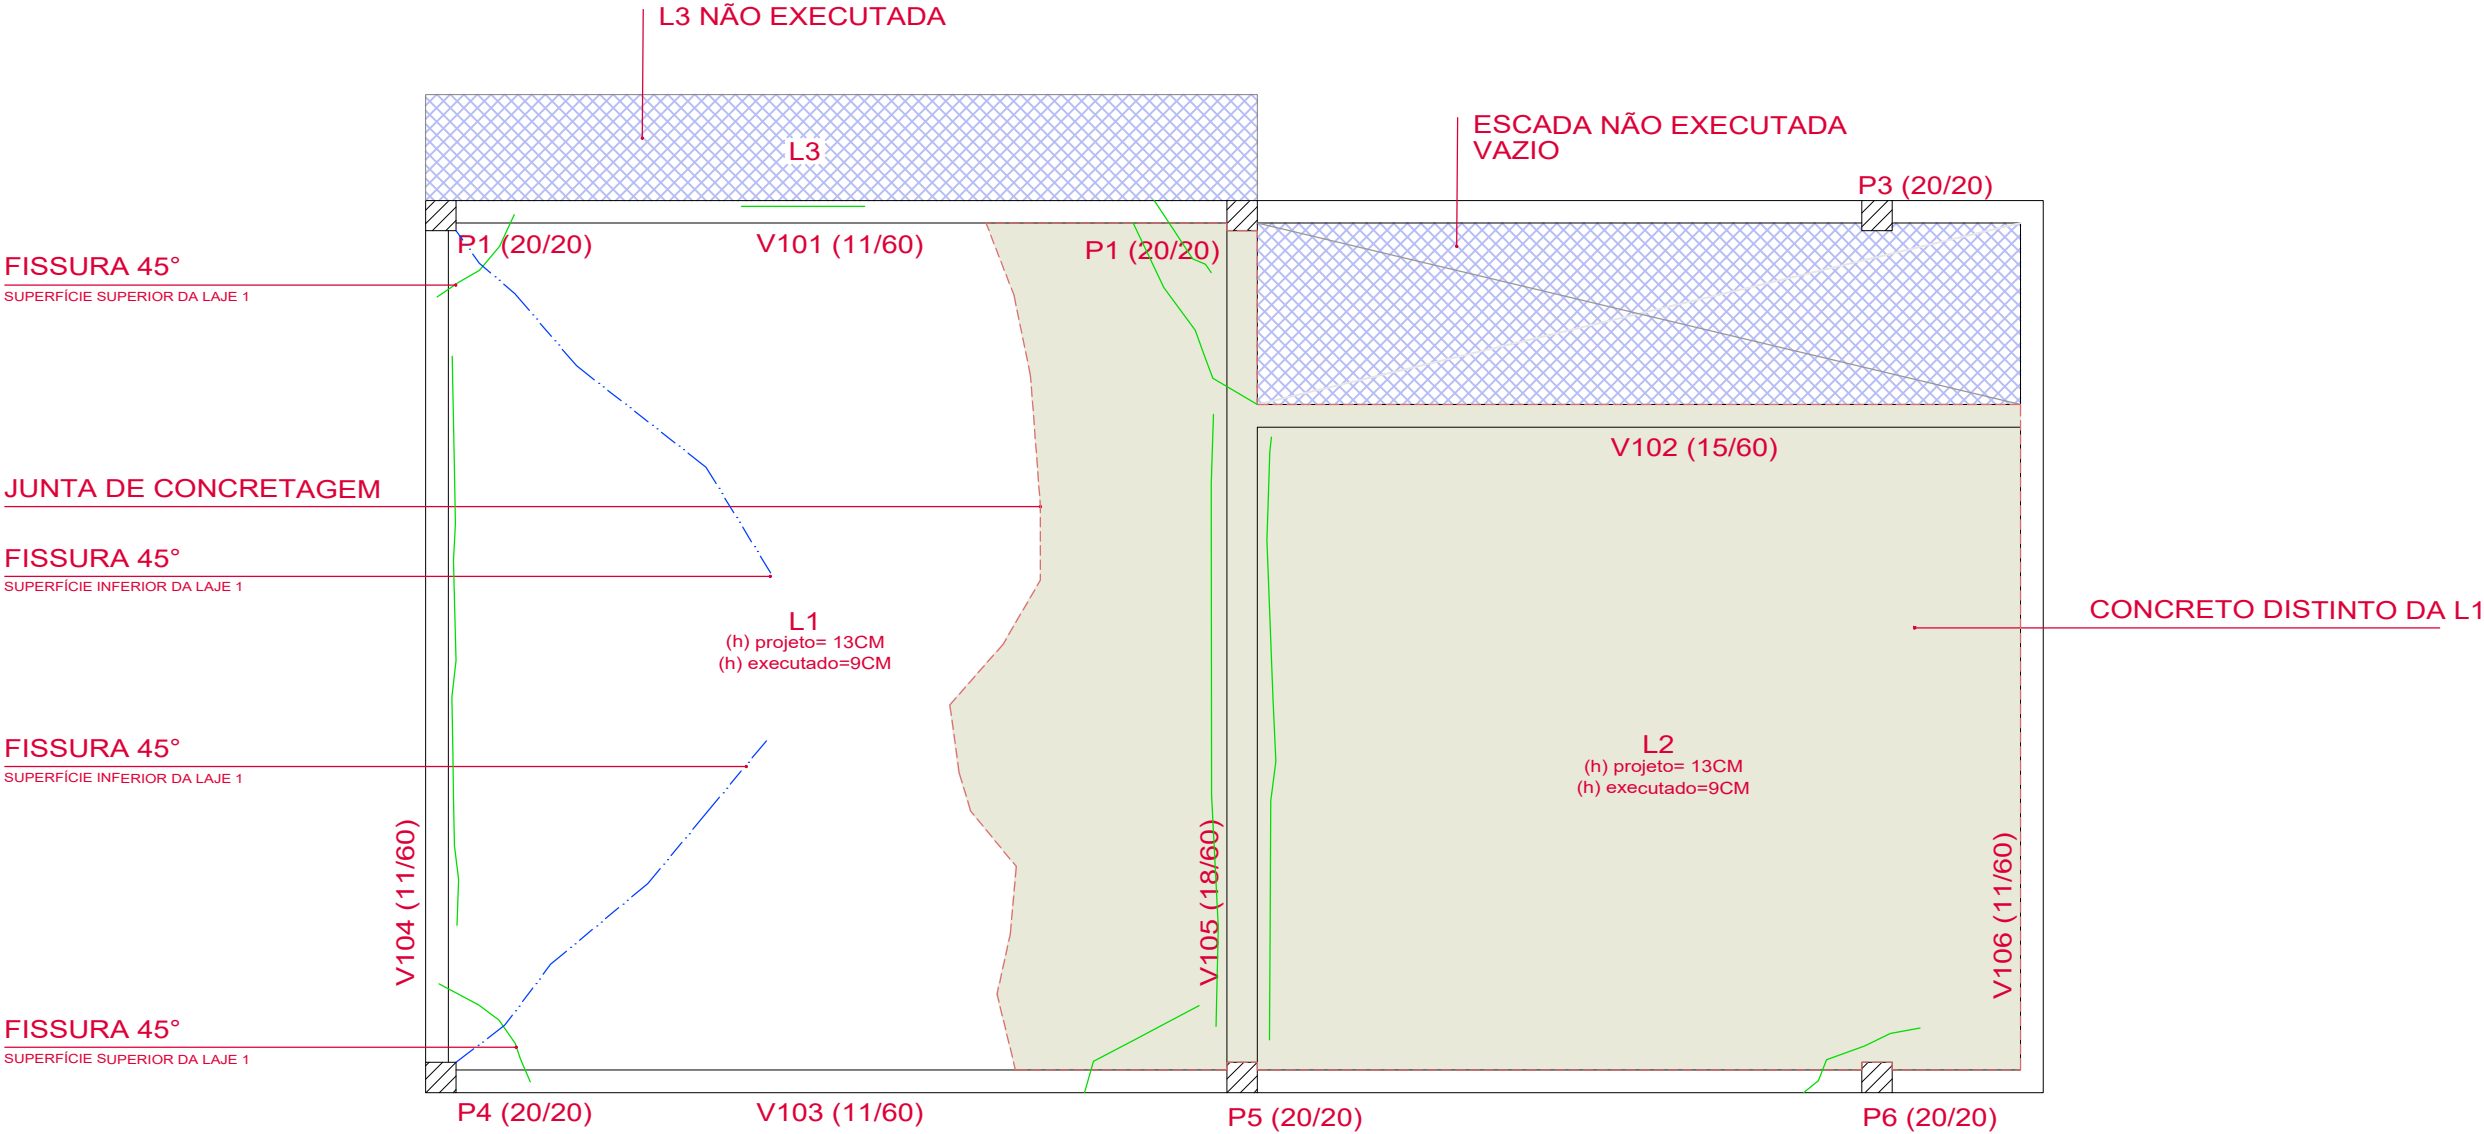 L3 NÃO EXECUTADA
ESCADA NÃO EXECUTADA
VAZIO
L3
P3 (20/20)
P1 (20/20)
V101 (11/60)
P1 (20/20)
FISSURA 45°
SUPERFÍCIE SUPERIOR DA LAJE 1
V102 (15/60)
JUNTA DE CONCRETAGEM
FISSURA 45°
SUPERFÍCIE INFERIOR DA LAJE 1
L1
(h) projeto= 13CM
(h) executado=9CM
CONCRETO DISTINTO DA L1
FISSURA 45°
SUPERFÍCIE INFERIOR DA LAJE 1
L2
(h) projeto= 13CM
(h) executado=9CM
V104 (11/60)
V105 (18/60)
V106 (11/60)
FISSURA 45°
SUPERFÍCIE SUPERIOR DA LAJE 1
P4 (20/20)
V103 (11/60)
P5 (20/20)
P6 (20/20)